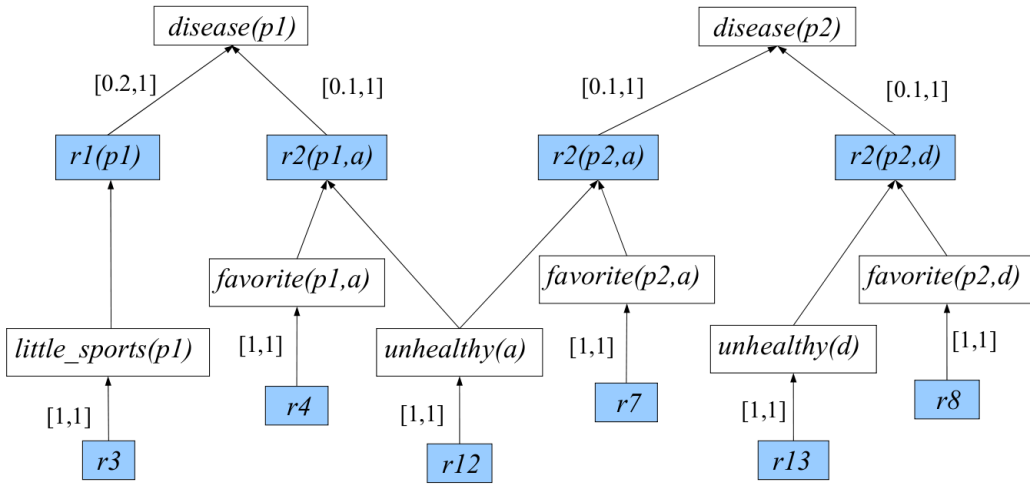 disease(p1)
disease(p2)
[0.2,1]
[0.1,1]
[0.1,1]
[0.1,1]
r1(p1)
r2(p1,a)
r2(p2,a)
r2(p2,d)
favorite(p1,a)
favorite(p2,a)
favorite(p2,d)
little_sports(p1)
[1,1]
unhealthy(a)
[1,1]
unhealthy(d)
[1,1]
r4
r7
r8
[1,1]
[1,1]
[1,1]
r3
r12
r13